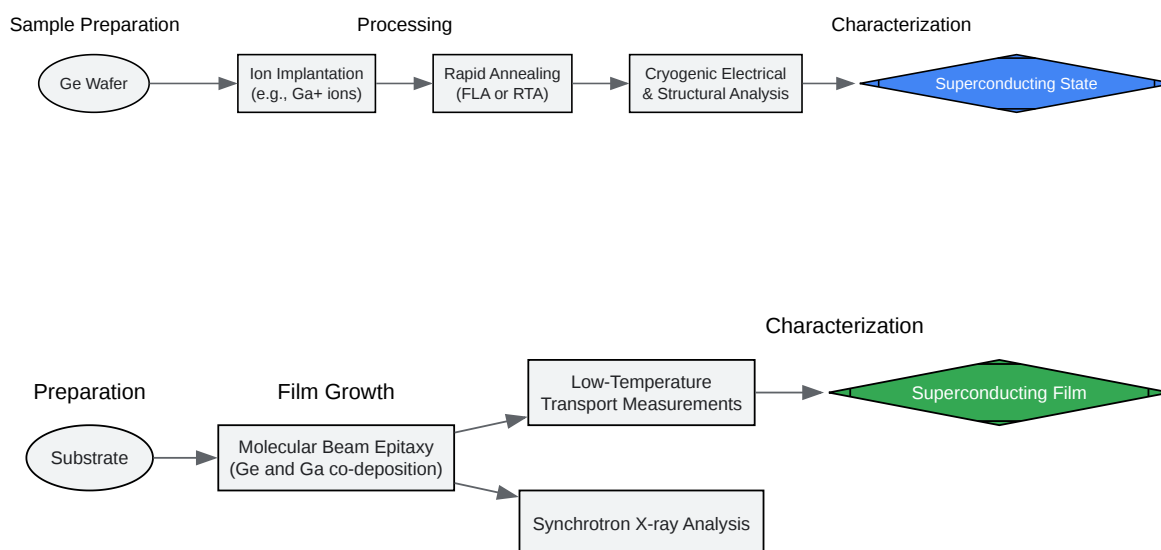 Sample Preparation
Processing
Characterization
Ge Wafer
Ion Implantation
(e.g., Ga+ ions)
Rapid Annealing
(FLA or RTA)
Cryogenic Electrical
& Structural Analysis
Superconducting State
Characterization
Preparation
Film Growth
Low-Temperature
Transport Measurements
Superconducting Film
Substrate
Molecular Beam Epitaxy
(Ge and Ga co-deposition)
Synchrotron X-ray Analysis